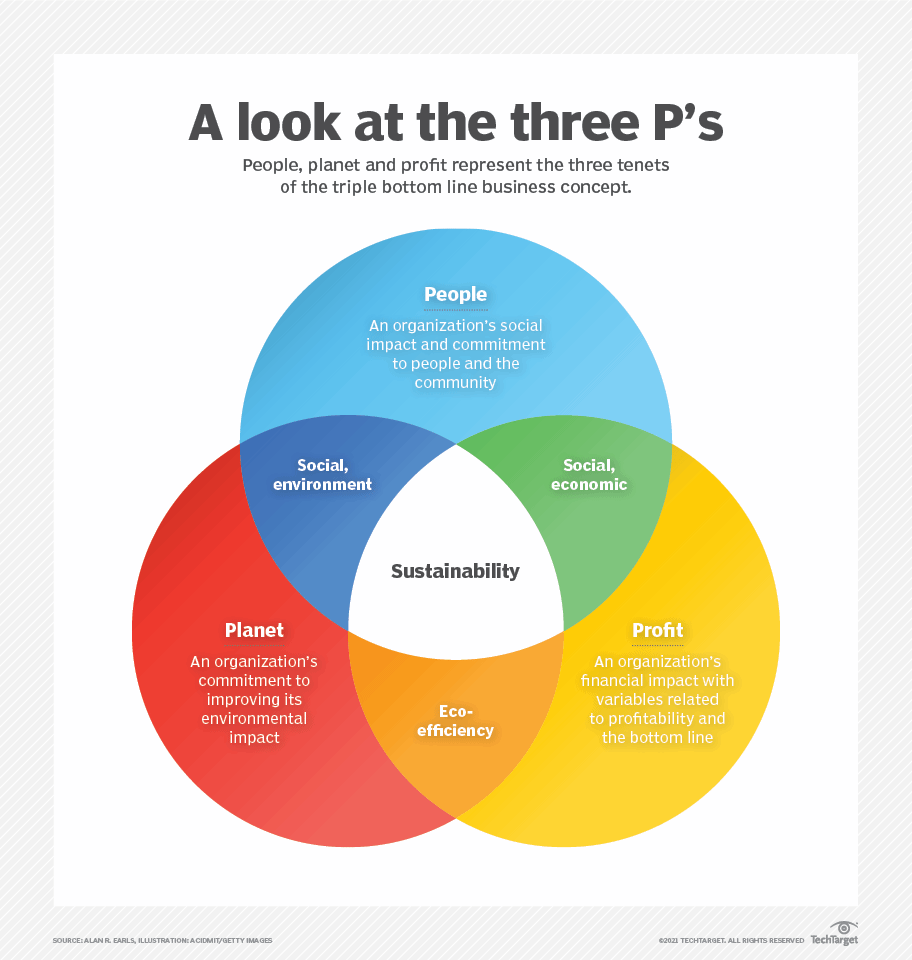 A look at the three P's
People, planet and profit represent the three tenets
of the triple bottom line business concept.
People
An organization's social
impact and commitment
to people and the
community
Social,
environment
Social,
economic
Sustainability
Planet
An organization's
commitment to
improving its
environmental
impact
Profit
An organization's
financial impact with
variables related
to profitability and
the bottom line
Eco-
efficiency
SOURCE: ALAN R. EARLS, ILLUSTRATION: ACIDMIT/GETTY IMAGES
©2021 TECHTARGET. ALL RIGHTS RESERVED
TechTarget